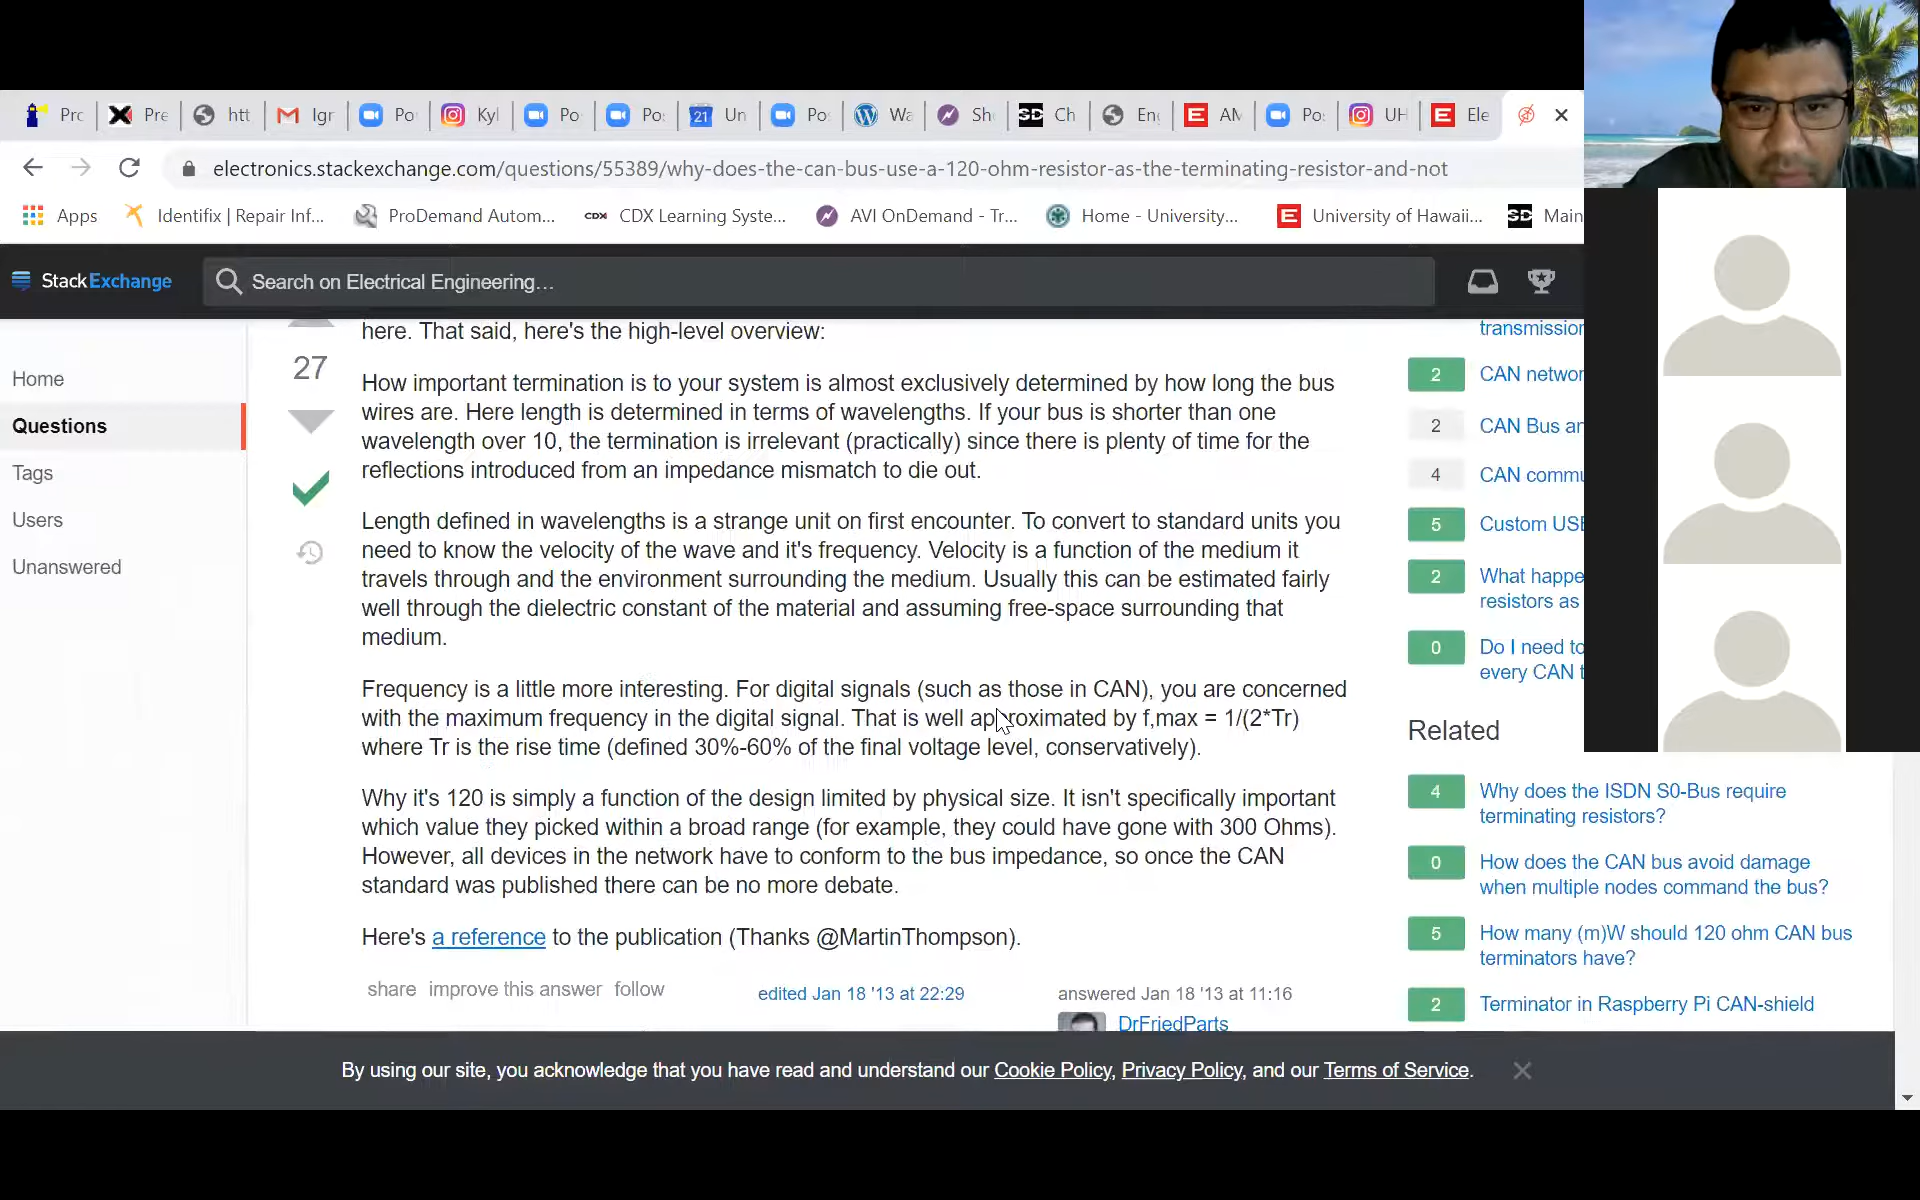 Prc
Pre
htt
Igr
Po
Kyl
Po
Po
21
Un
Po
Wa
Sh
SD
Ch
Eng
E
AM
Po
UH
E
Ele
electronics.stackexchange.com/questions/55389/why-does-the-can-bus-use-a-120-ohm-resistor-as-the-terminating-resistor-and-not
Apps
Identifix | Repair Inf...
ProDemand Autom...
CDX
CDX Learning Syste...
AVI OnDemand - Tr...
Home - University...
E
University of Hawaii...
SD
Main
StackExchange
Search on Electrical Engineering...
Home
Questions
Tags
Users
Unanswered
27
here. That said, here's the high-level overview:
How important termination is to your system is almost exclusively determined by how long the bus
wires are. Here length is determined in terms of wavelengths. If your bus is shorter than one
wavelength over 10, the termination is irrelevant (practically) since there is plenty of time for the
reflections introduced from an impedance mismatch to die out.
Length defined in wavelengths is a strange unit on first encounter. To convert to standard units you
need to know the velocity of the wave and it's frequency. Velocity is a function of the medium it
travels through and the environment surrounding the medium. Usually this can be estimated fairly
well through the dielectric constant of the material and assuming free-space surrounding that
medium.
Frequency is a little more interesting. For digital signals (such as those in CAN), you are concerned
with the maximum frequency in the digital signal. That is well approximated by f,max = 1/(2*Tr)
where Tr is the rise time (defined 30%-60% of the final voltage level, conservatively).
Why it's 120 is simply a function of the design limited by physical size. It isn't specifically important
which value they picked within a broad range (for example, they could have gone with 300 Ohms).
However, all devices in the network have to conform to the bus impedance, so once the CAN
standard was published there can be no more debate.
Here's a reference to the publication (Thanks @MartinThompson).
share improve this answer follow
edited Jan 18 '13 at 22:29
answered Jan 18 '13 at 11:16
DrFriedParts
transmission
2
CAN networ
2
CAN Bus an
4
CAN commu
5
Custom USB
2
What happe
resistors as
0
Do I need to
every CAN t
Related
4
Why does the ISDN S0-Bus require
terminating resistors?
0
How does the CAN bus avoid damage
when multiple nodes command the bus?
5
How many (m)W should 120 ohm CAN bus
terminators have?
2
Terminator in Raspberry Pi CAN-shield
By using our site, you acknowledge that you have read and understand our Cookie Policy, Privacy Policy, and our Terms of Service.